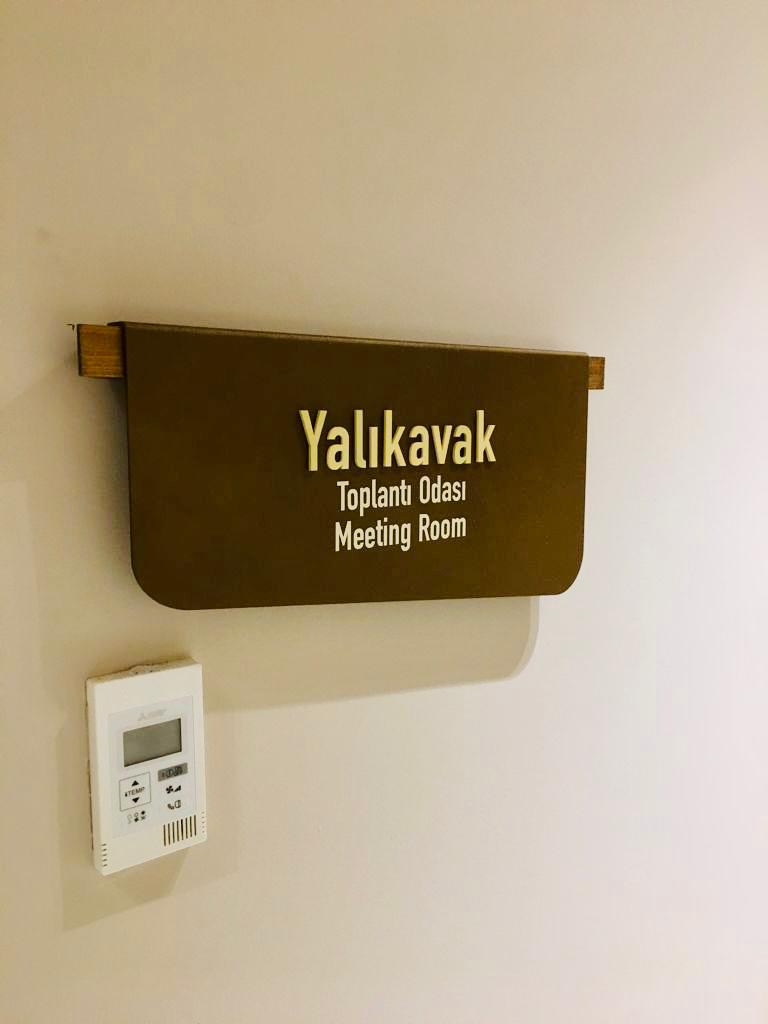 Yalıkavak
Toplantı Odası
Meeting Room
TEMP